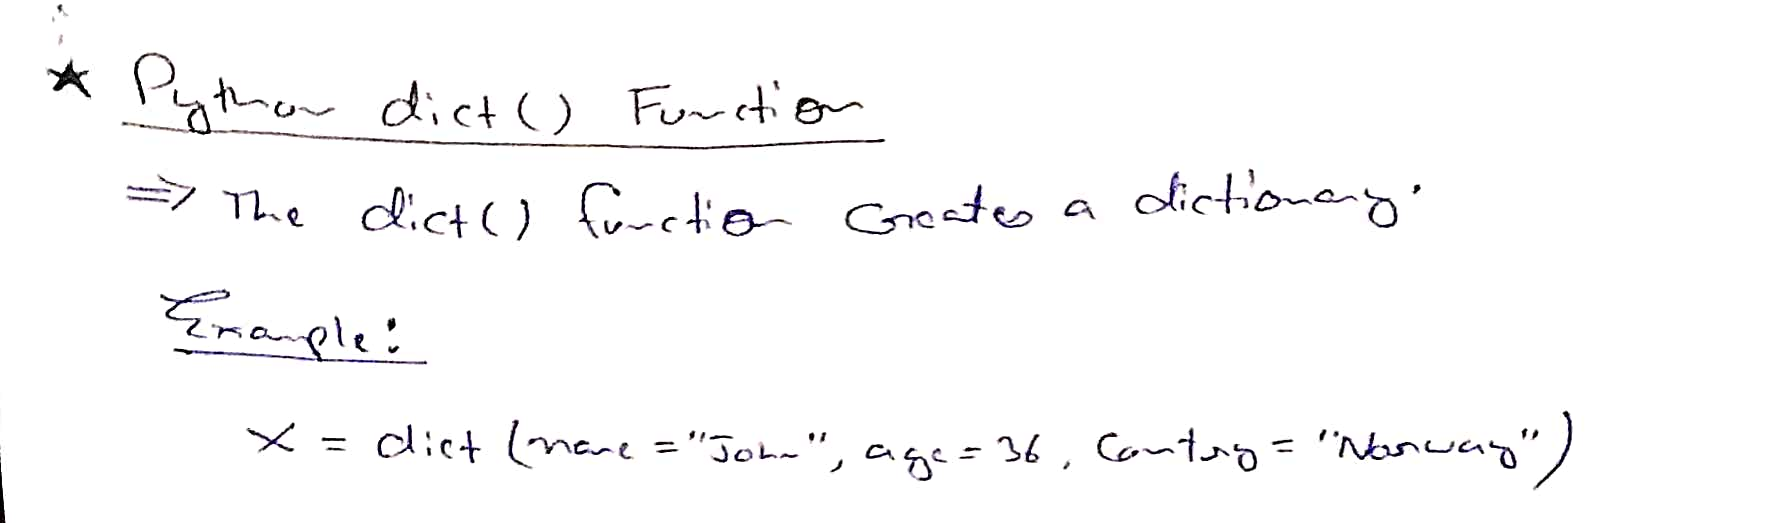 ★ Python dict() Function
⇒ The dict() function creates a dictionary.
Example:
x = dict (name = "John", age = 36, Country = "Norway")